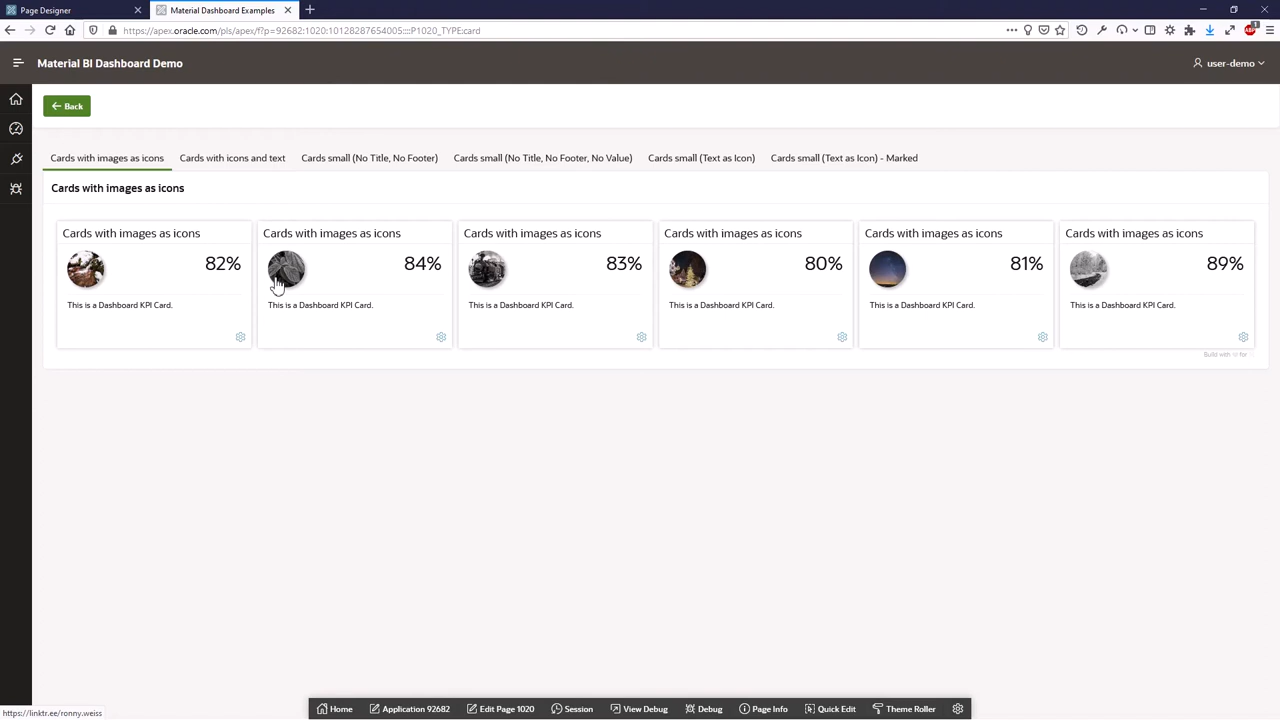 Page Designer
Material Dashboard Examples
https://apex.oracle.com/pls/apex/f?p=92682:1020:10128287654005::::P1020_TYPE:card
1
ABP
Material BI Dashboard Demo
user-demo
Back
Cards with images as icons
Cards with icons and text
Cards small (No Title, No Footer)
Cards small (No Title, No Footer, No Value)
Cards small (Text as Icon)
Cards small (Text as Icon) - Marked
Cards with images as icons
Cards with images as icons
82%
This is a Dashboard KPI Card.
Cards with images as icons
84%
This is a Dashboard KPI Card.
Cards with images as icons
83%
This is a Dashboard KPI Card.
Cards with images as icons
80%
This is a Dashboard KPI Card.
Cards with images as icons
81%
This is a Dashboard KPI Card.
Cards with images as icons
89%
This is a Dashboard KPI Card.
Build with for
Home
Application 92682
Edit Page 1020
Session
View Debug
Debug
Page Info
Quick Edit
Theme Roller
https://linktr.ee/ronny.weiss